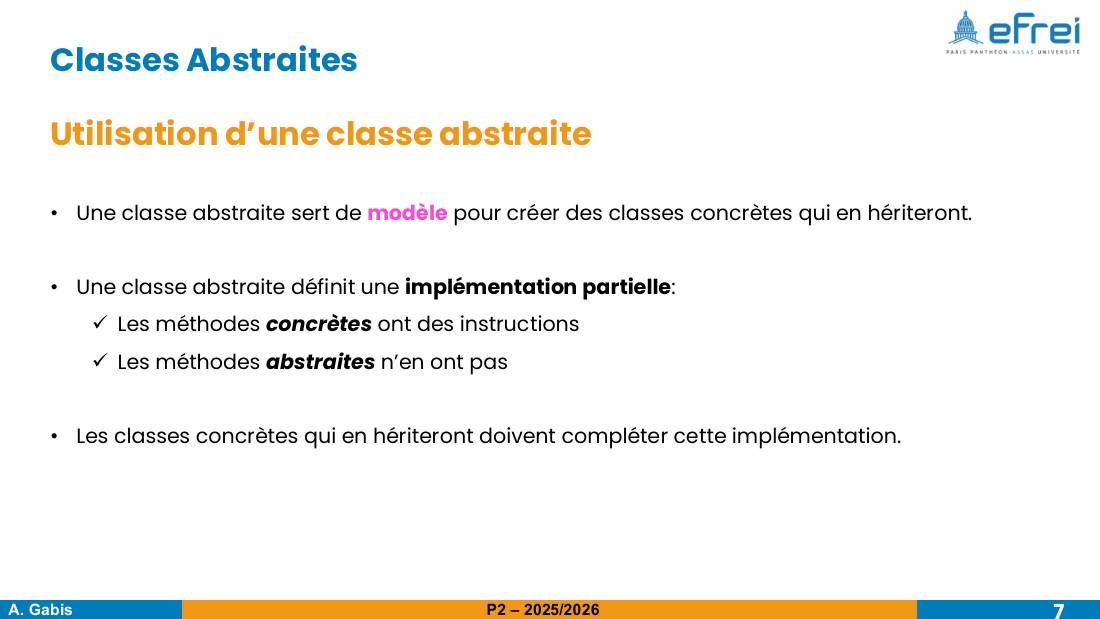 efrei
PARIS PANTHÉON-ASSAS UNIVERSITÉ
Classes Abstraites
Utilisation d’une classe abstraite
• Une classe abstraite sert de modèle pour créer des classes concrètes qui en hériteront.
• Une classe abstraite définit une implémentation partielle:
✓ Les méthodes concrètes ont des instructions
✓ Les méthodes abstraites n’en ont pas
• Les classes concrètes qui en hériteront doivent compléter cette implémentation.
A. Gabis
P2 – 2025/2026
7